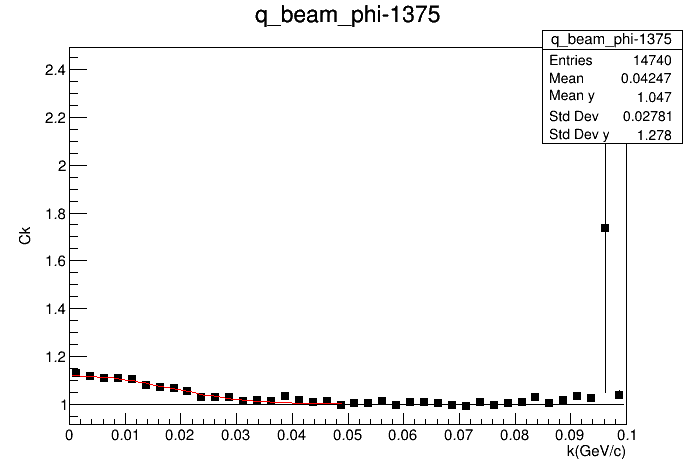 q_beam_phi-1375
q_beam_phi-1375
Entries 14740
Mean 0.04247
Mean y 1.047
Std Dev 0.02781
Std Dev y 1.278
2.4
2.2
2
1.8
1.6
1.4
1.2
1
Ck
0 0.01 0.02 0.03 0.04 0.05 0.06 0.07 0.08 0.09 0.1
k(GeV/c)